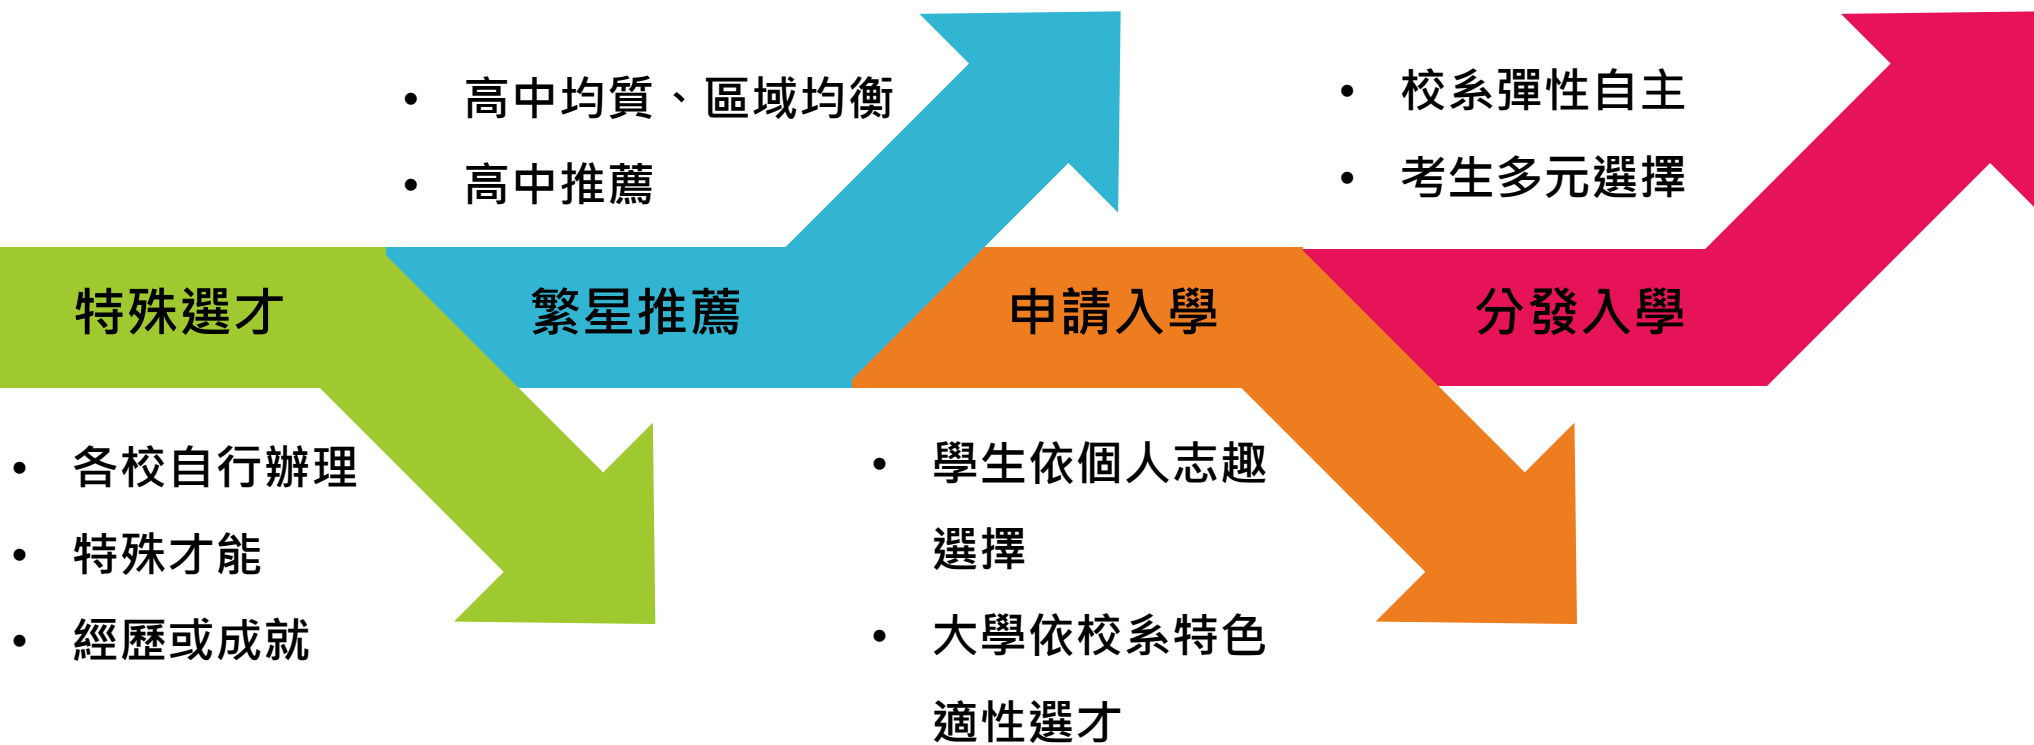 特殊選才
• 各校自行辦理
• 特殊才能
• 經歷或成就
• 高中均質、區域均衡
• 高中推薦
繁星推薦
申請入學
• 學生依個人志趣
選擇
• 大學依校系特色
適性選才
• 校系彈性自主
• 考生多元選擇
分發入學